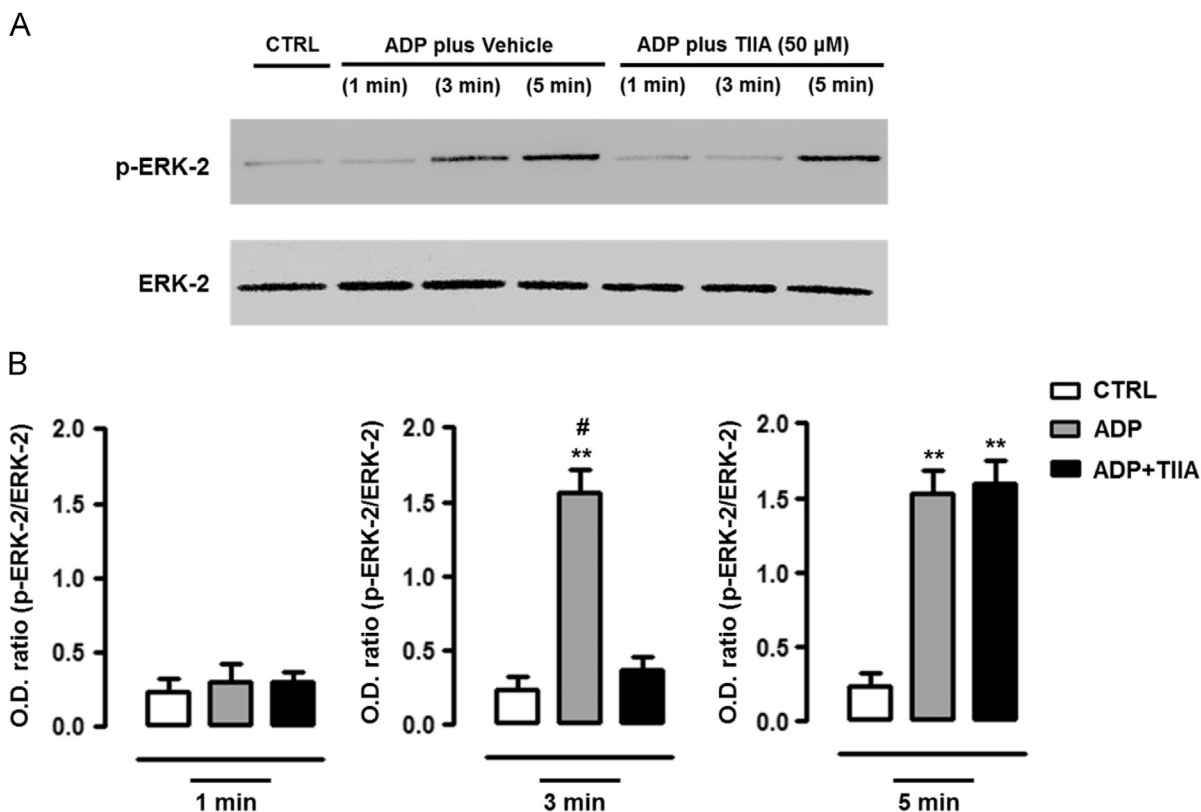 A
CTRL
ADP plus Vehicle
ADP plus TIIA (50 µM)
(1 min)
(3 min)
(5 min)
(1 min)
(3 min)
(5 min)
p-ERK-2
ERK-2
B
CTRL
ADP
ADP+TIIA
O.D. ratio (p-ERK-2/ERK-2)
2.0
1.5
1.0
0.5
0.0
1 min
O.D. ratio (p-ERK-2/ERK-2)
2.0
1.5
1.0
0.5
0.0
#
**
3 min
O.D. ratio (p-ERK-2/ERK-2)
2.0
1.5
1.0
0.5
0.0
**
**
5 min